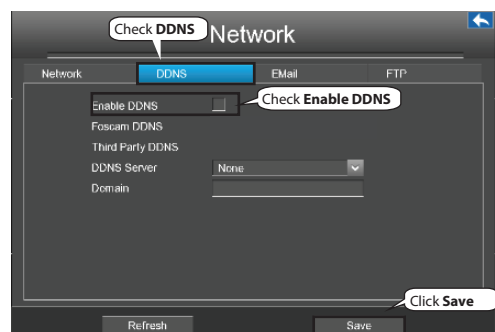 Check DDNS
Network
Network DDNS EMail FTP
Enable DDNS
Check Enable DDNS
Foscam DDNS
Third Party DDNS
DDNS Server None
Domain
Click Save
Refresh Save